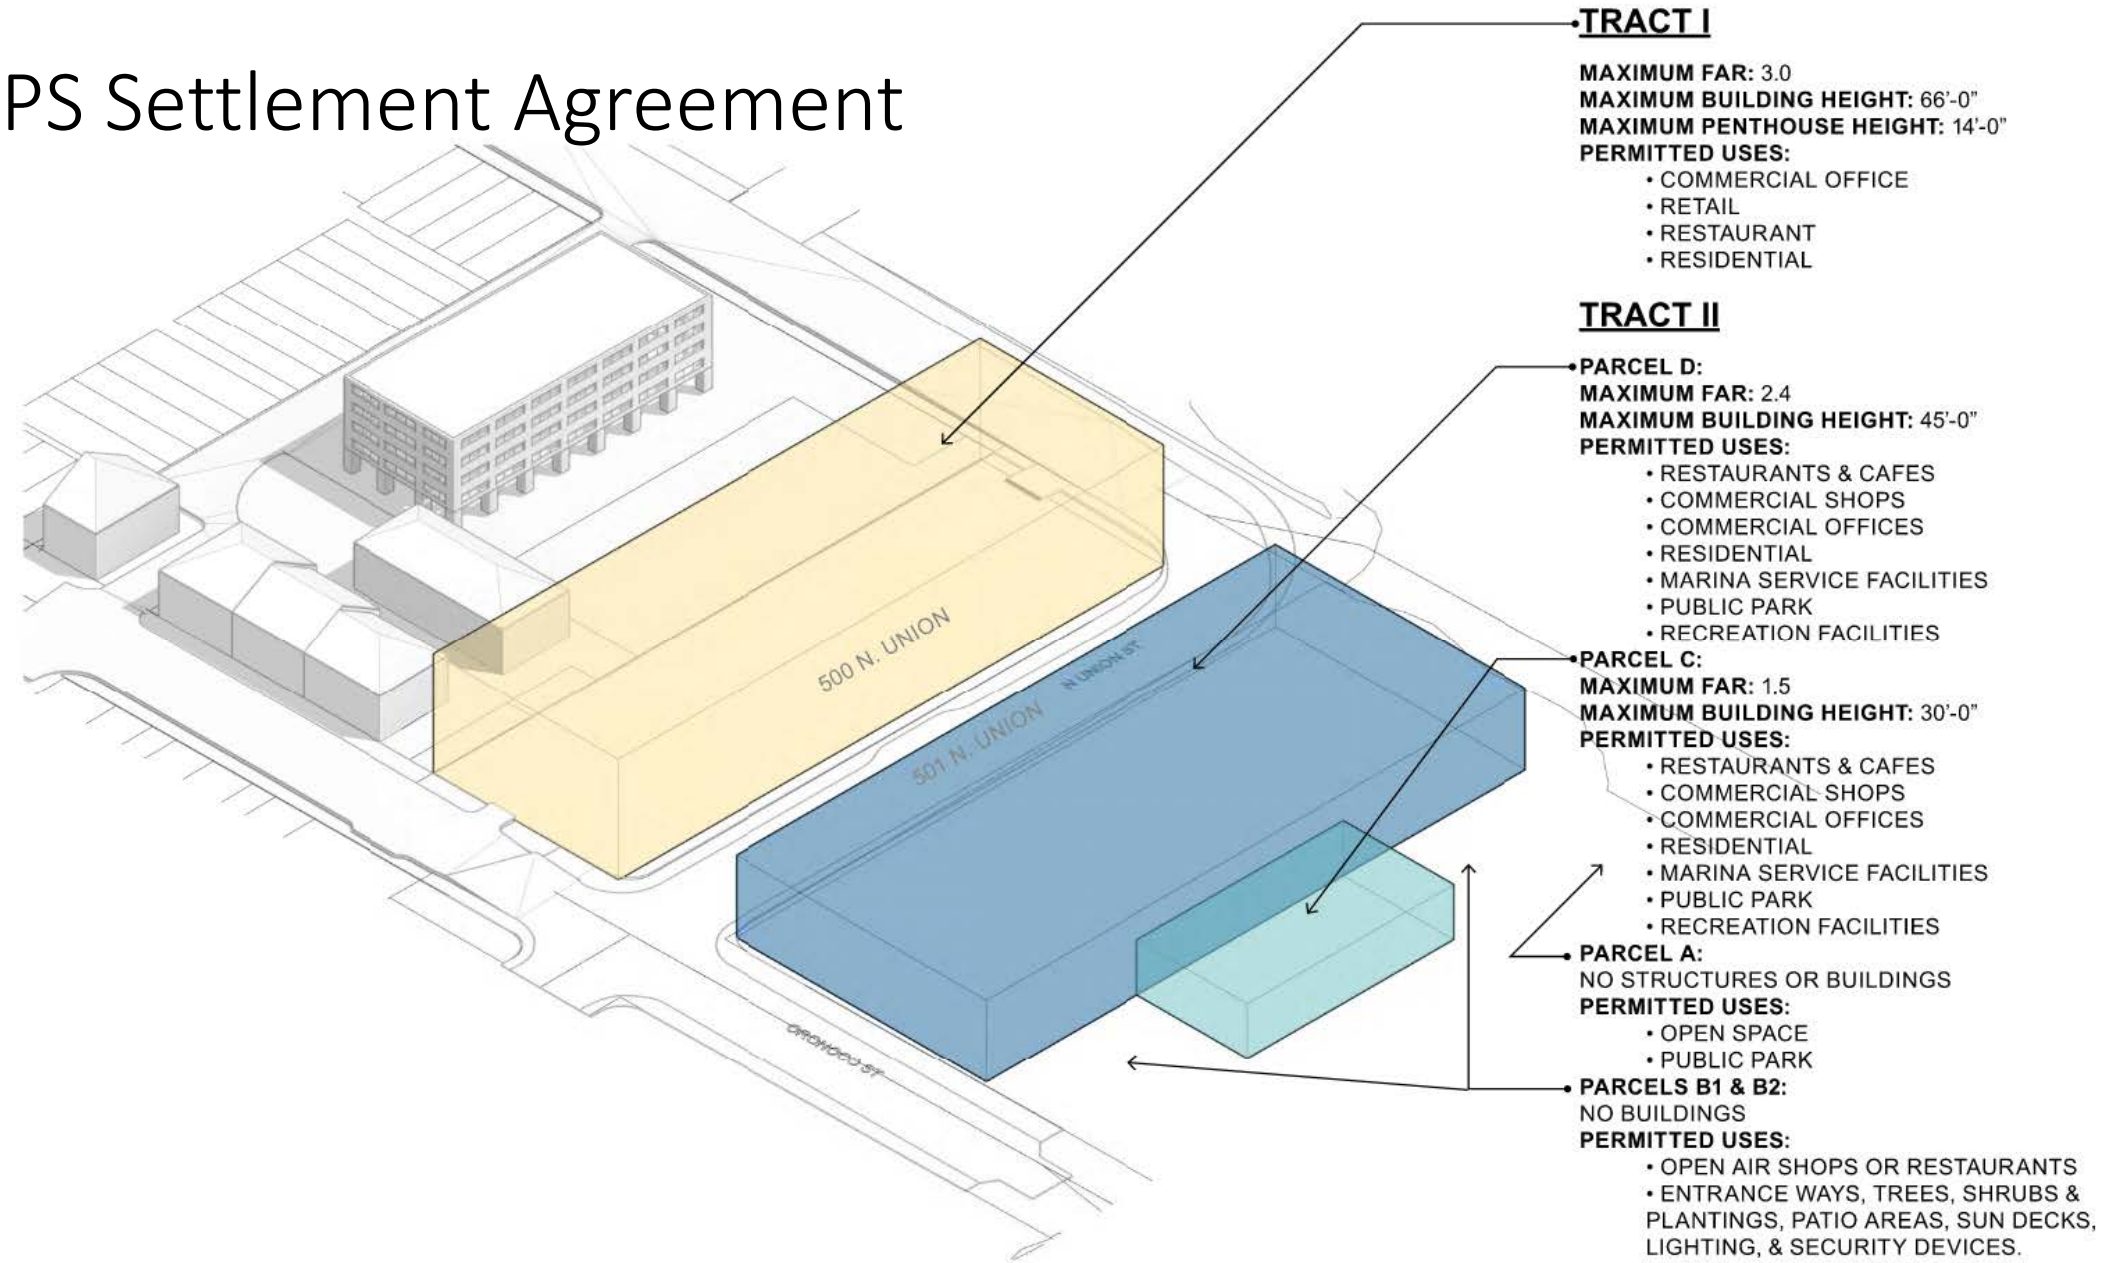 PS Settlement Agreement
TRACT I
MAXIMUM FAR: 3.0
MAXIMUM BUILDING HEIGHT: 66'-0"
MAXIMUM PENTHOUSE HEIGHT: 14'-0"
PERMITTED USES:
• COMMERCIAL OFFICE
• RETAIL
• RESTAURANT
• RESIDENTIAL
TRACT II
PARCEL D:
MAXIMUM FAR: 2.4
MAXIMUM BUILDING HEIGHT: 45'-0"
PERMITTED USES:
• RESTAURANTS & CAFES
• COMMERCIAL SHOPS
• COMMERCIAL OFFICES
• RESIDENTIAL
• MARINA SERVICE FACILITIES
• PUBLIC PARK
• RECREATION FACILITIES
PARCEL C:
MAXIMUM FAR: 1.5
MAXIMUM BUILDING HEIGHT: 30'-0"
PERMITTED USES:
• RESTAURANTS & CAFES
• COMMERCIAL SHOPS
• COMMERCIAL OFFICES
• RESIDENTIAL
• MARINA SERVICE FACILITIES
• PUBLIC PARK
• RECREATION FACILITIES
PARCEL A:
NO STRUCTURES OR BUILDINGS
PERMITTED USES:
• OPEN SPACE
• PUBLIC PARK
PARCELS B1 & B2:
NO BUILDINGS
PERMITTED USES:
• OPEN AIR SHOPS OR RESTAURANTS
• ENTRANCE WAYS, TREES, SHRUBS &
PLANTINGS, PATIO AREAS, SUN DECKS,
LIGHTING, & SECURITY DEVICES.
500 N. UNION
N UNION ST
501 N. UNION
ORONOCO ST